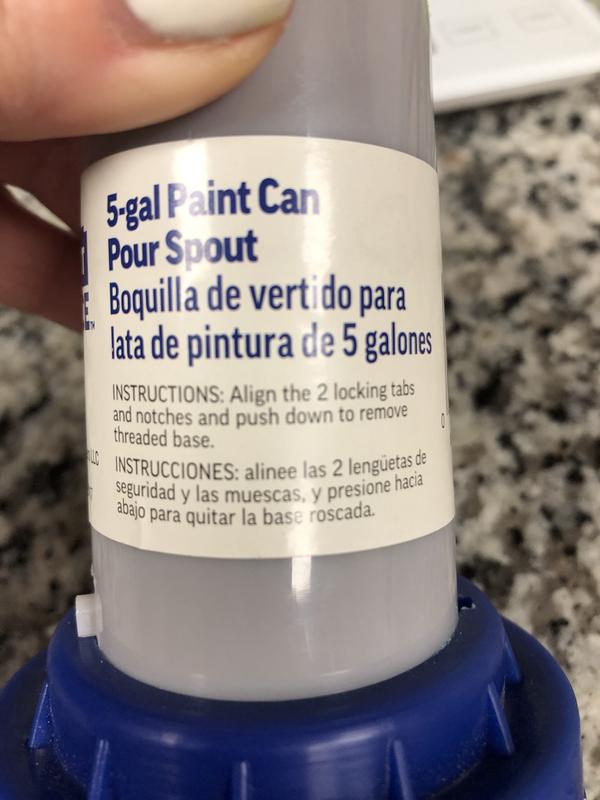 5-gal Paint Can
Pour Spout
Boquilla de vertido para
lata de pintura de 5 galones
INSTRUCTIONS: Align the 2 locking tabs
and notches and push down to remove
threaded base.
INSTRUCCIONES: alinee las 2 lengüetas de
seguridad y las muescas, y presione hacia
abajo para quitar la base roscada.
LLC